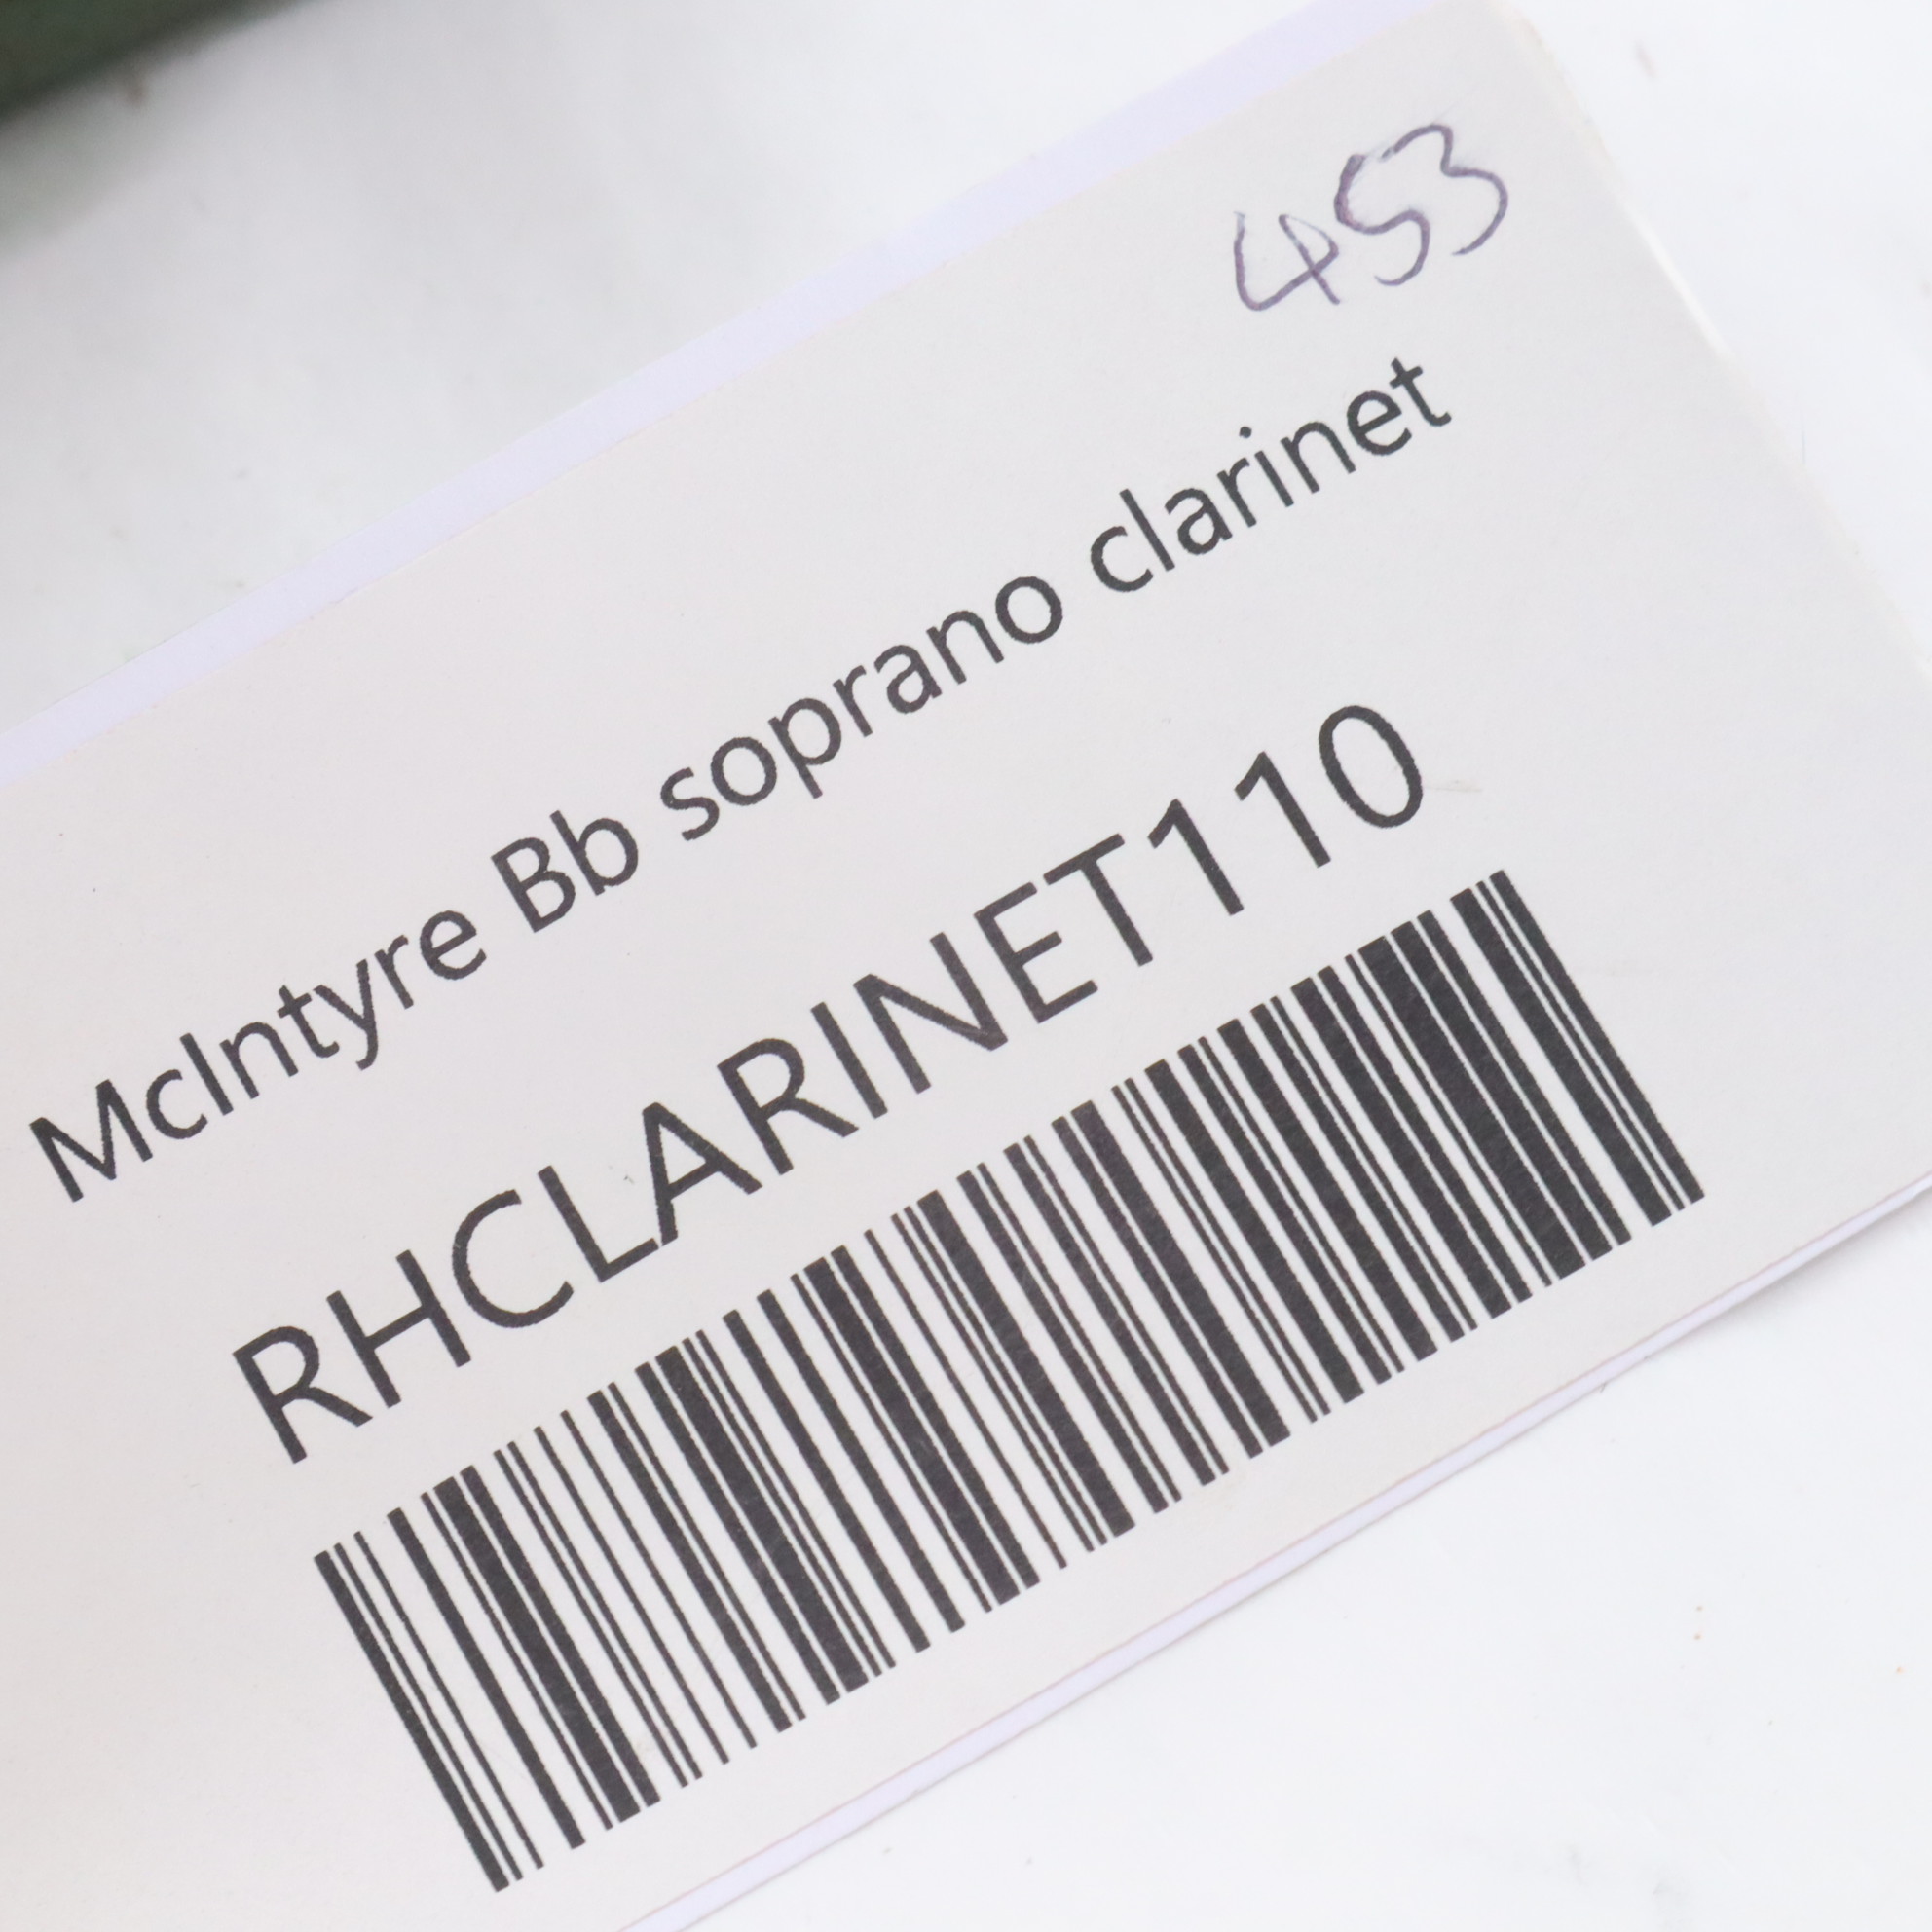 453
McIntyre Bb soprano clarinet
RHCLARINET110